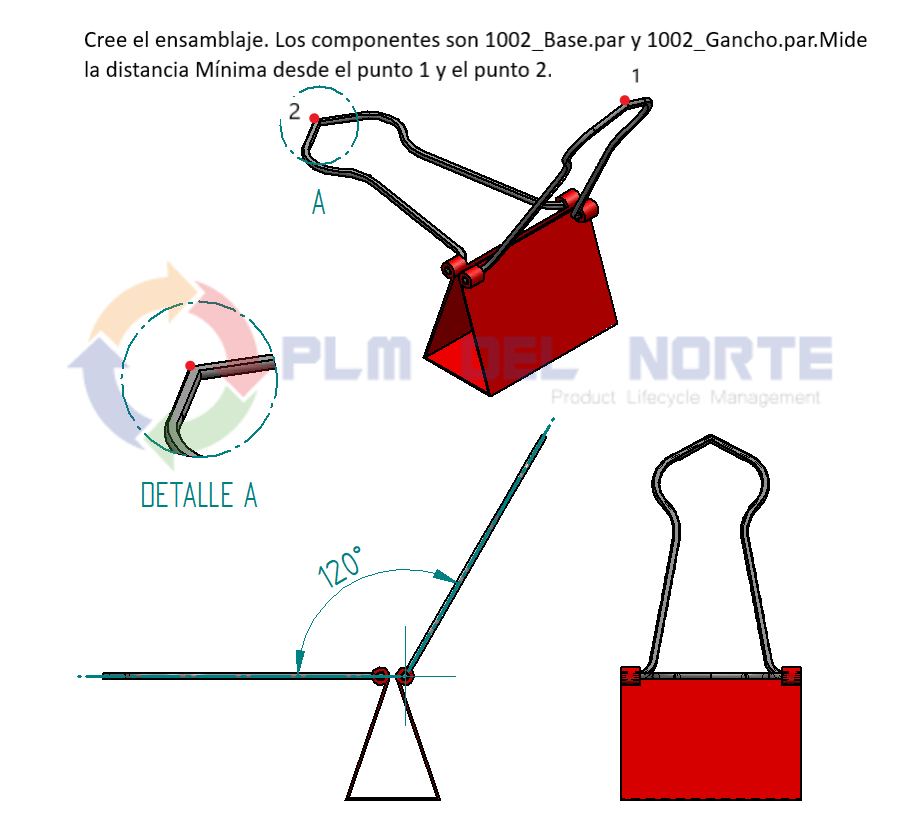 Cree el ensamblaje. Los componentes son 1002_Base.par y 1002_Gancho.par.Mide
la distancia Mínima desde el punto 1 y el punto 2.
1
2
A
PLM DEL NORTE
Product Lifecycle Management
DETALLE A
120°